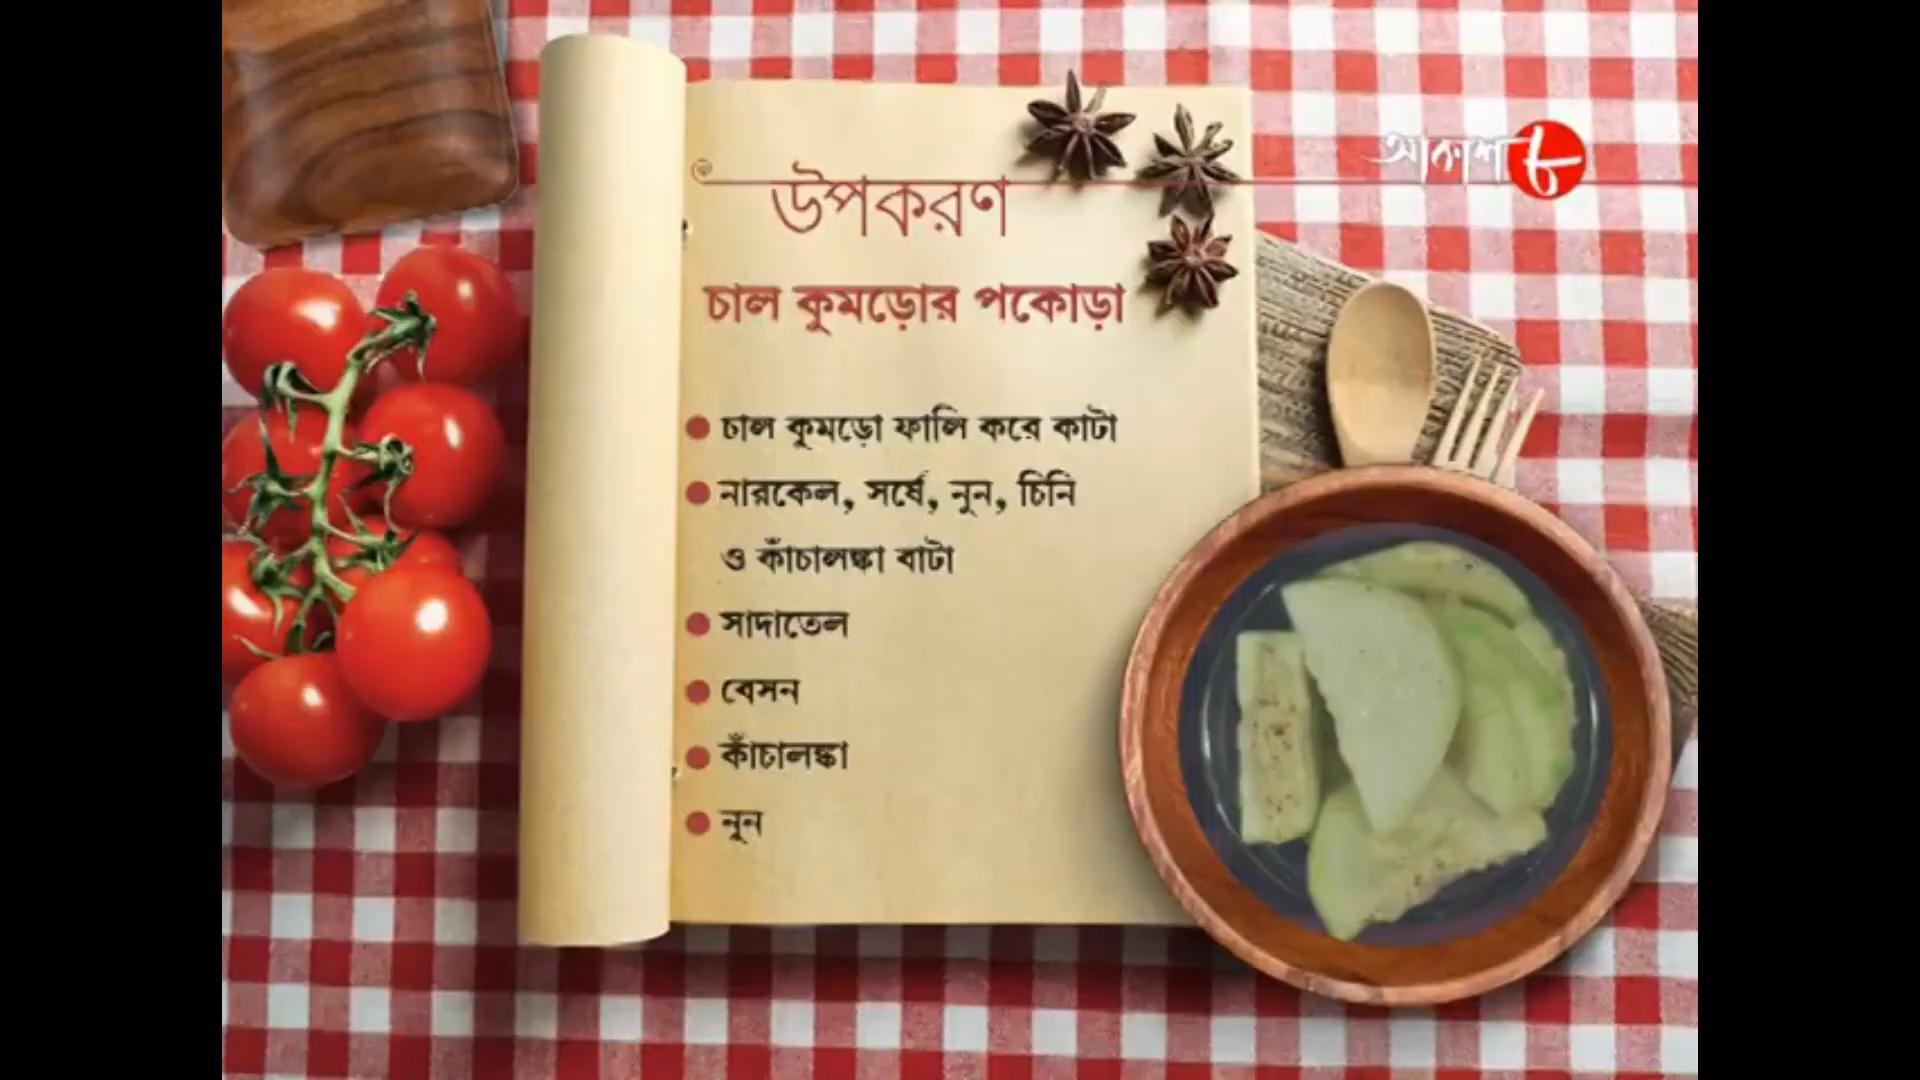 আকাশ ৮
উপকরণ
চাল কুমড়োর পকোড়া
চাল কুমড়ো ফালি করে কাটা
নারকেল, সর্ষে, নুন, চিনি
ও কাঁচালঙ্কা বাটা
সাদাতেল
বেসন
কাঁচালঙ্কা
নুন